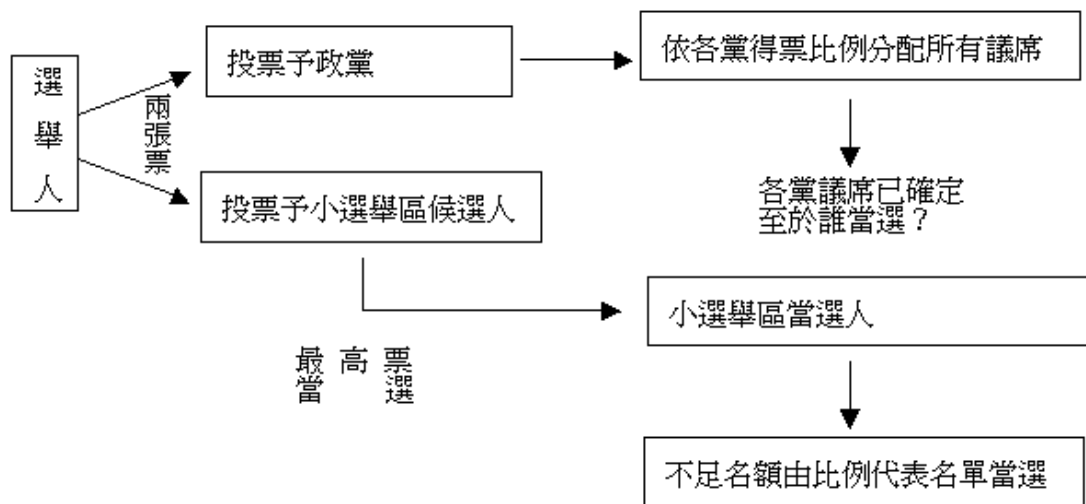 選舉人
兩張票
投票予政黨
依各黨得票比例分配所有議席
投票予小選舉區候選人
各黨議席已確定
至於誰當選？
小選舉區當選人
最高票
當選
不足名額由比例代表名單當選